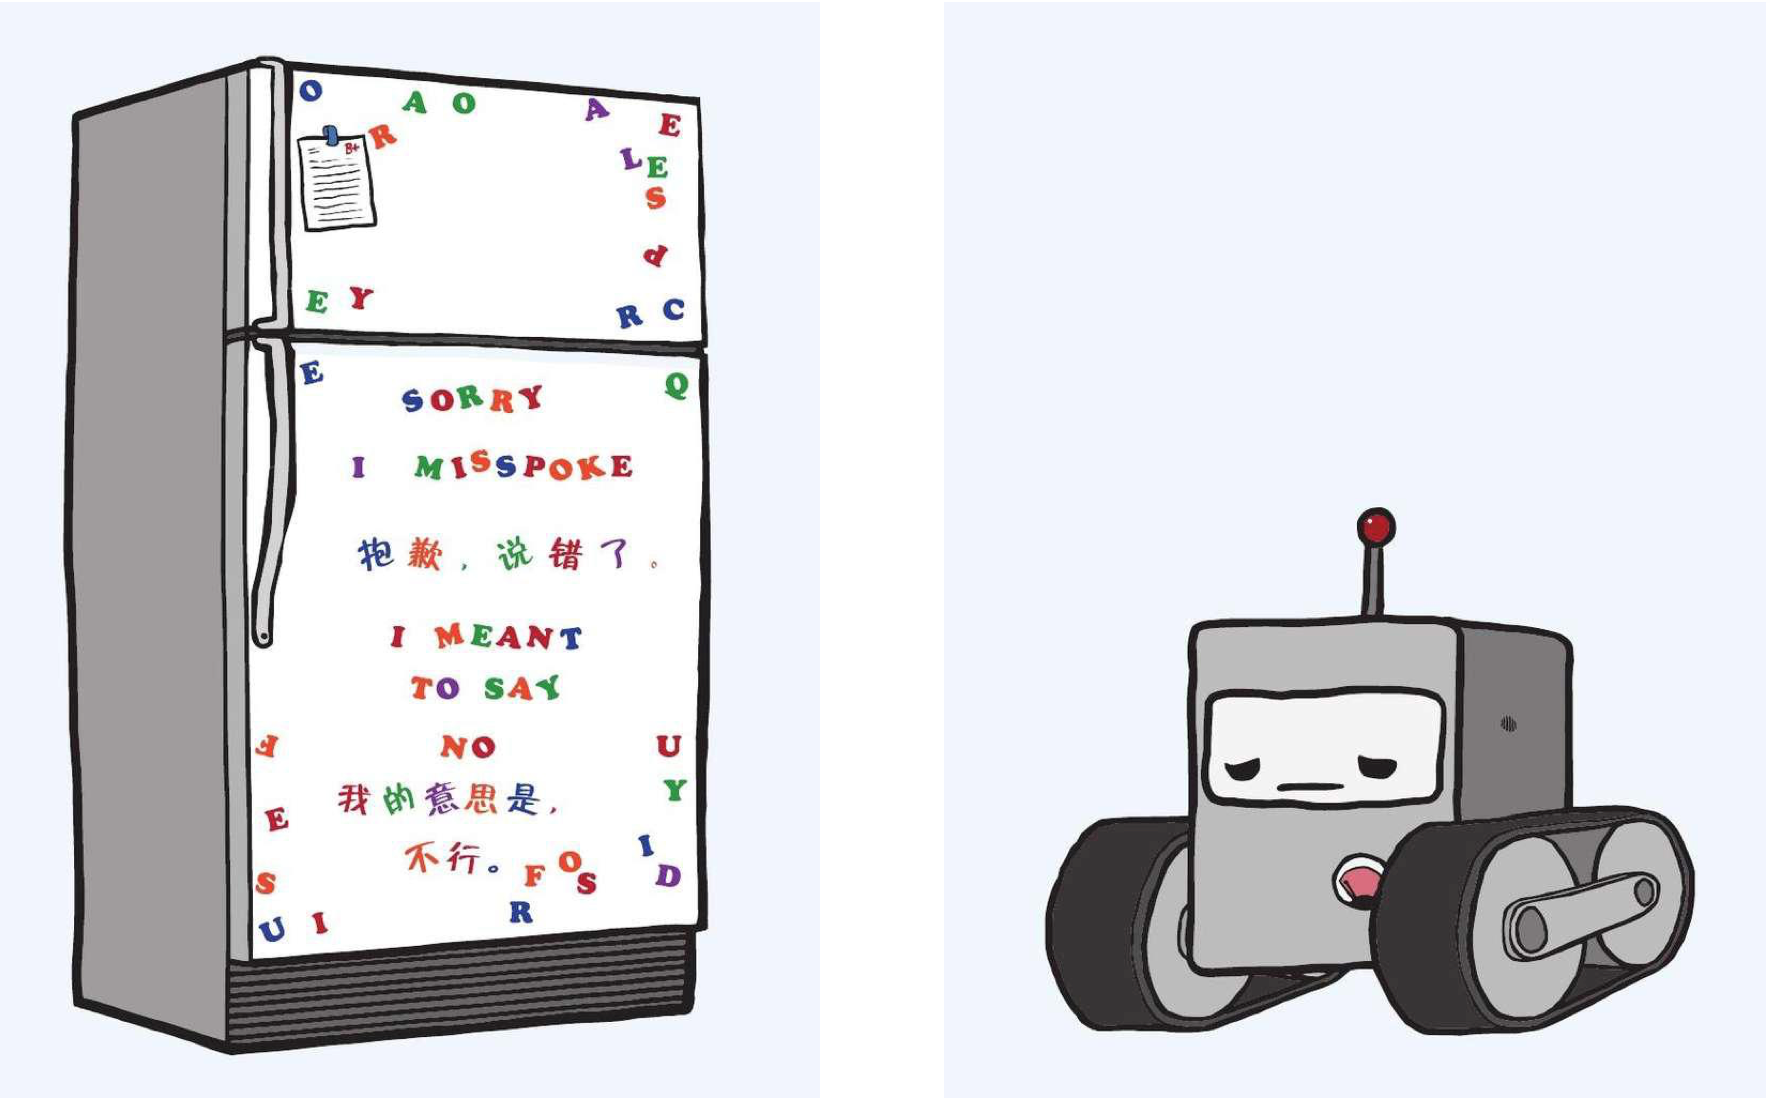 O A O A E
B+ R
L E
S
P
E Y R C
E Q
SORRY
I MISSPOKE
抱歉，说错了。
I MEANT
TO SAY
E NO U
我的意思是，
Y
E
I
不行。
F O S
S D
U I R